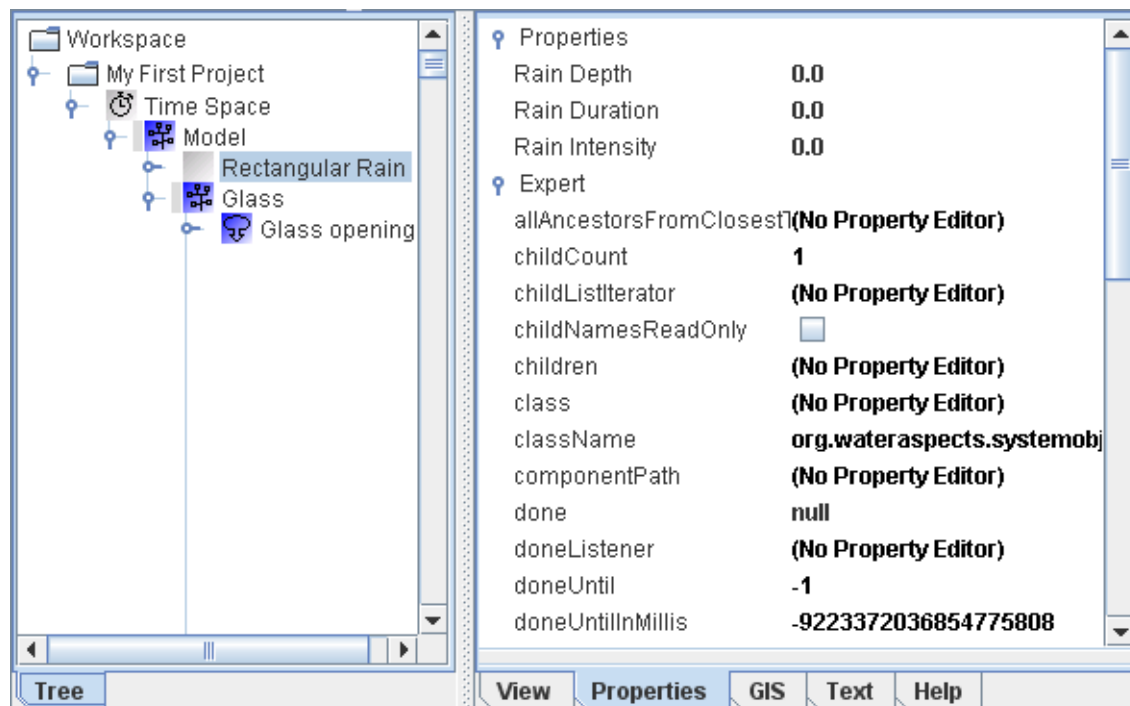 Workspace
My First Project
Time Space
Model
Rectangular Rain
Glass
Glass opening
Tree
Properties
Rain Depth 0.0
Rain Duration 0.0
Rain Intensity 0.0
Expert
allAncestorsFromClosestT(No Property Editor)
childCount 1
childListIterator (No Property Editor)
childNamesReadOnly
children (No Property Editor)
class (No Property Editor)
className org.wateraspects.systemobj
componentPath (No Property Editor)
done null
doneListener (No Property Editor)
doneUntil -1
doneUntilInMillis -9223372036854775808
View Properties GIS Text Help